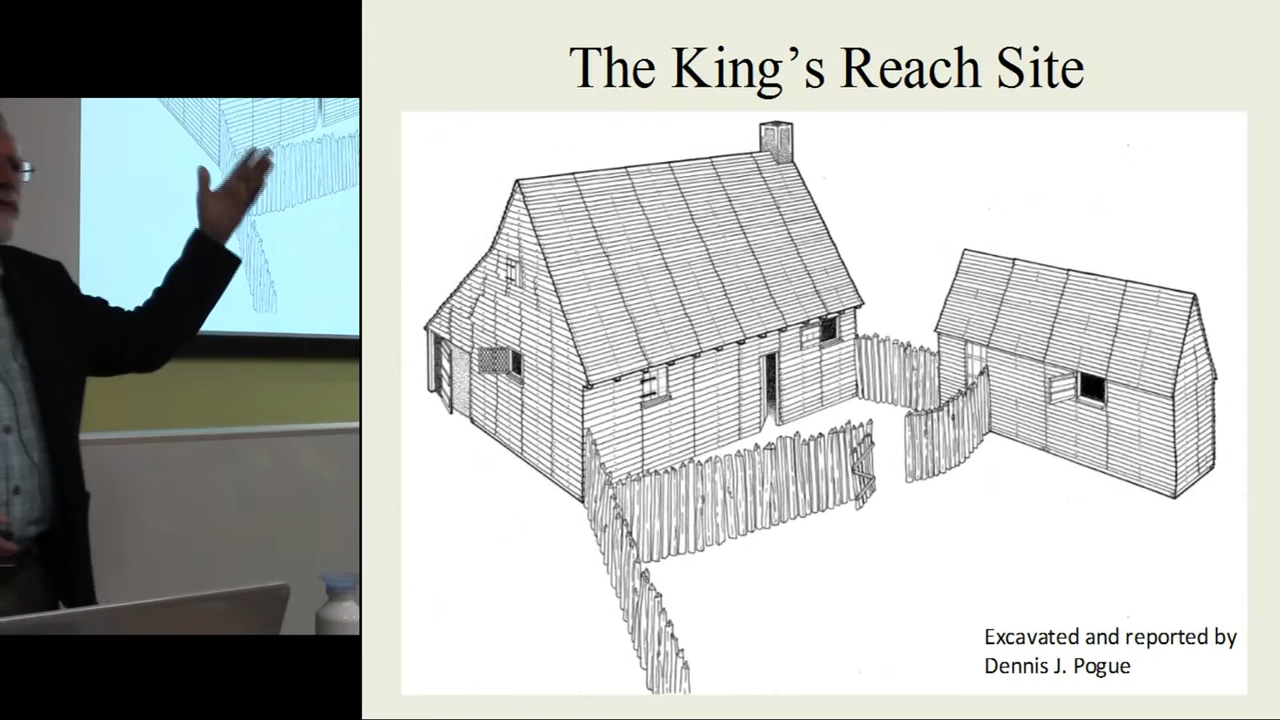 The King’s Reach Site
Excavated and reported by
Dennis J. Pogue